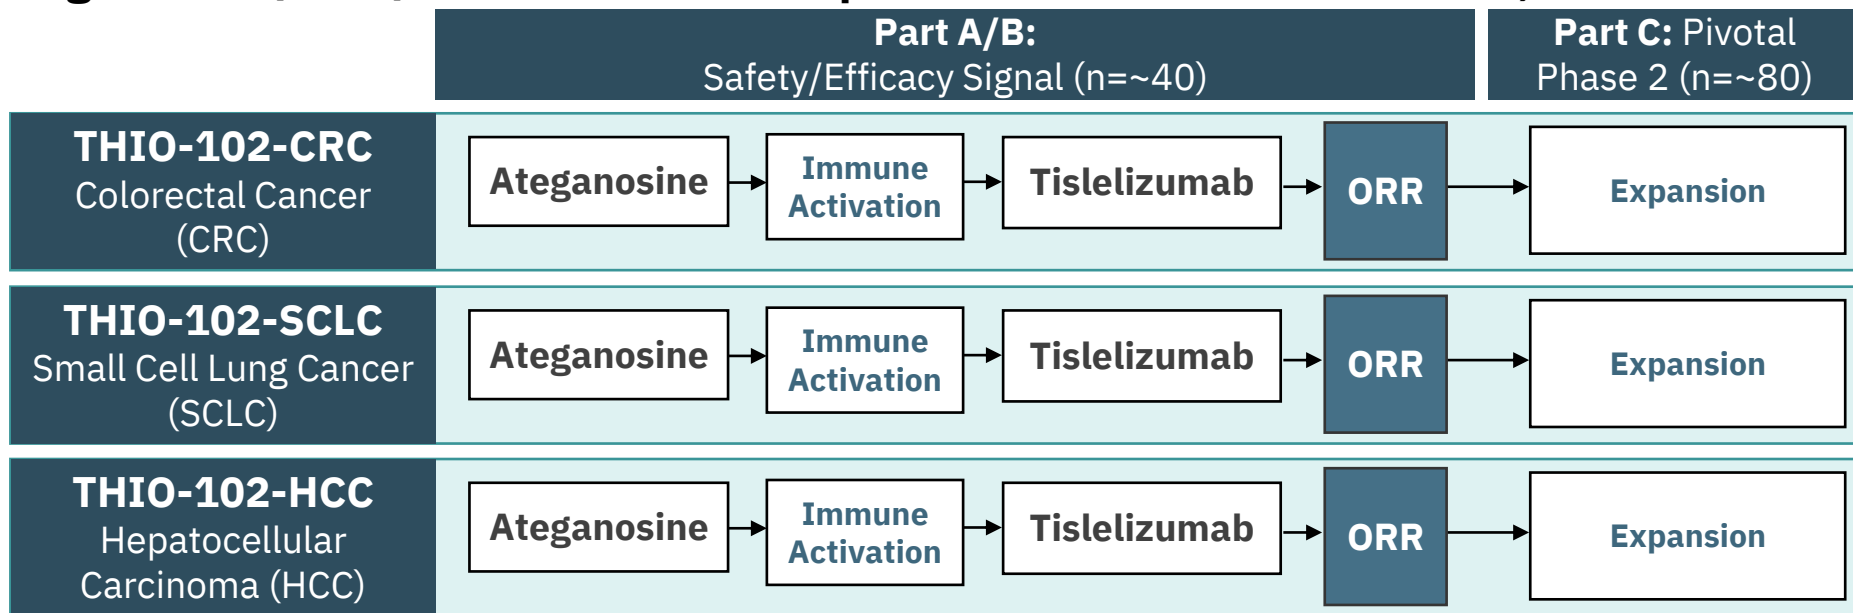 Part A/B:
Safety/Efficacy Signal (n=~40)
Part C: Pivotal
Phase 2 (n=~80)
THIO-102-CRC
Colorectal Cancer
(CRC)
Ateganosine
Immune
Activation
Tislelizumab
ORR
Expansion
THIO-102-SCLC
Small Cell Lung Cancer
(SCLC)
Ateganosine
Immune
Activation
Tislelizumab
ORR
Expansion
THIO-102-HCC
Hepatocellular
Carcinoma (HCC)
Ateganosine
Immune
Activation
Tislelizumab
ORR
Expansion